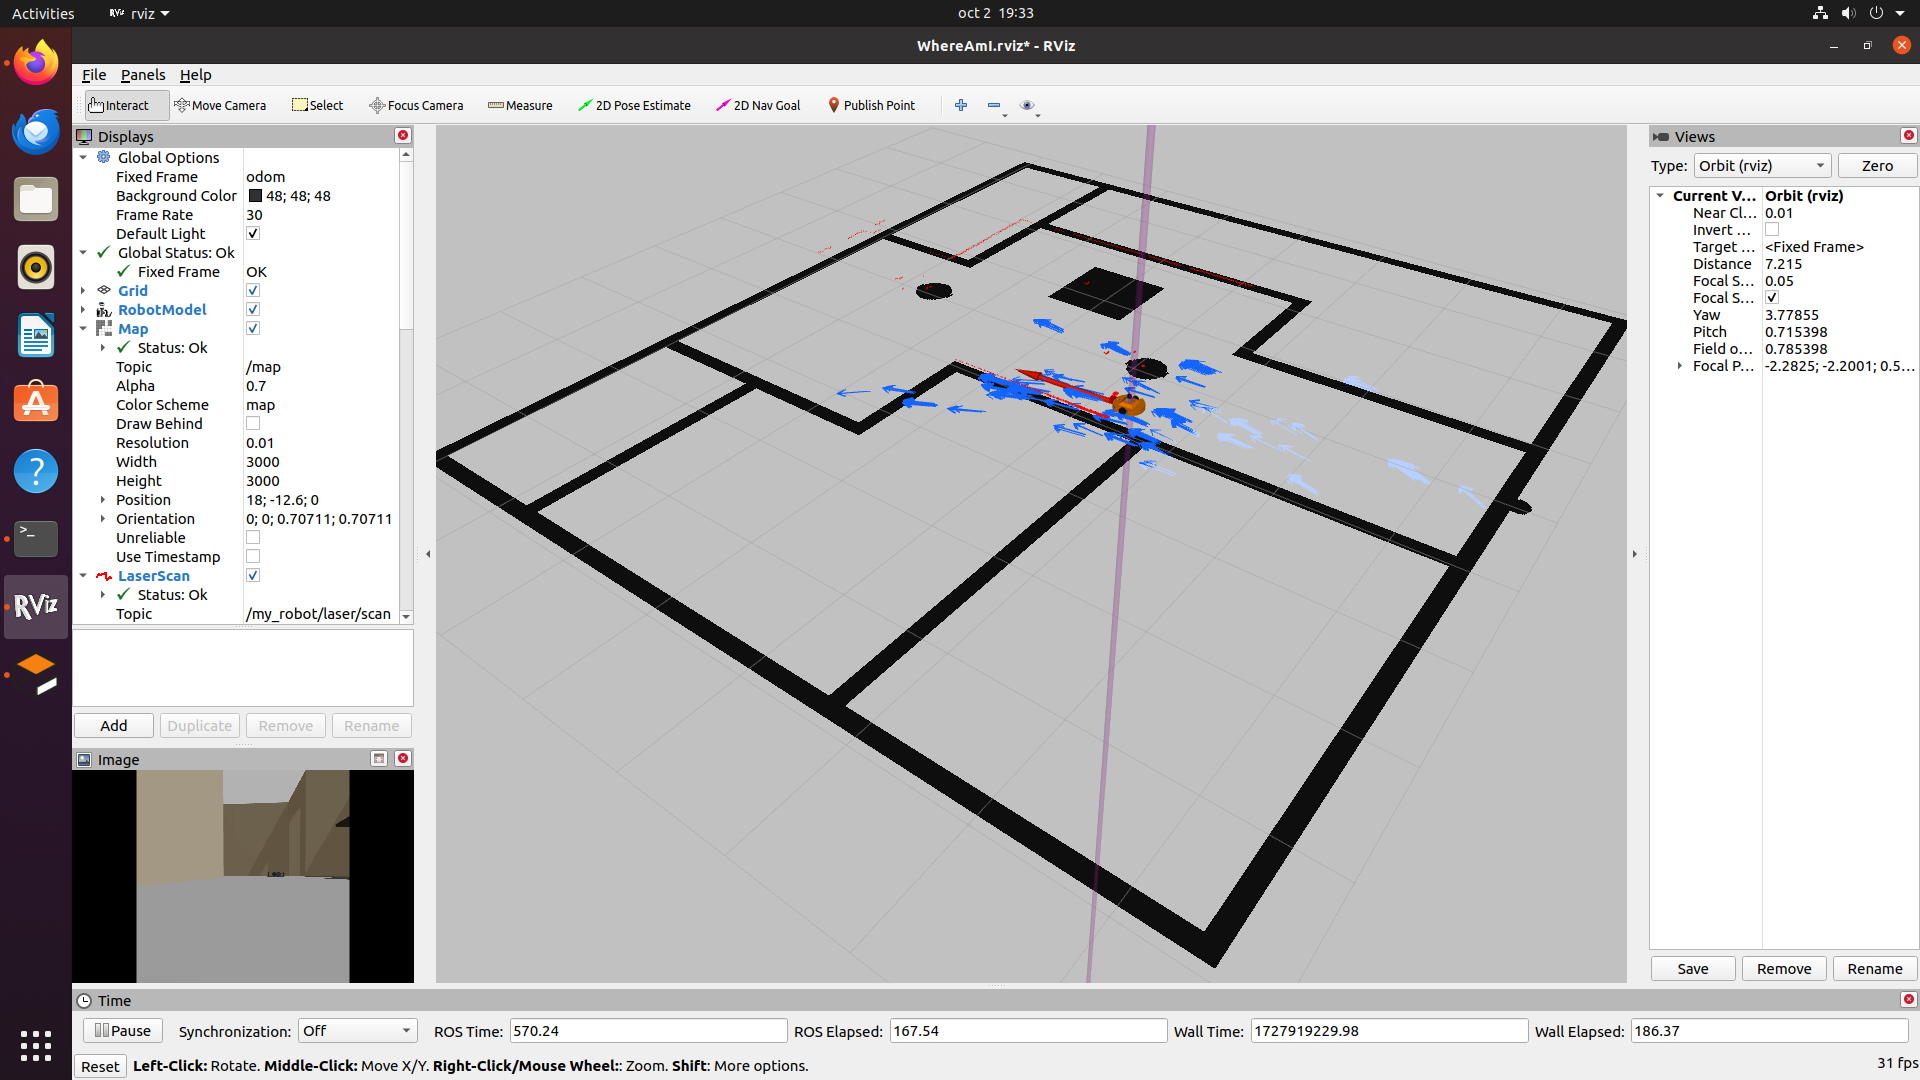 Activities
RViz rviz
oct 2 19:33
WhereAmI.rviz* - RViz
File Panels Help
Interact Move Camera Select Focus Camera Measure 2D Pose Estimate 2D Nav Goal Publish Point
Displays
Global Options
Fixed Frame odom
Background Color 48; 48; 48
Frame Rate 30
Default Light
Global Status: Ok
Fixed Frame OK
Grid
RobotModel
Map
Status: Ok
Topic /map
Alpha 0.7
Color Scheme map
Draw Behind
Resolution 0.01
Width 3000
Height 3000
Position 18; -12.6; 0
Orientation 0; 0; 0.70711; 0.70711
Unreliable
Use Timestamp
LaserScan
Status: Ok
Topic /my_robot/laser/scan
Add Duplicate Remove Rename
Image
RViz
Views
Type: Orbit (rviz) Zero
Current V... Orbit (rviz)
Near Cl... 0.01
Invert ...
Target ... <Fixed Frame>
Distance 7.215
Focal S... 0.05
Focal S...
Yaw 3.77855
Pitch 0.715398
Field o... 0.785398
Focal P... -2.2825; -2.2001; 0.5...
Save Remove Rename
Time
Pause Synchronization: Off ROS Time: 570.24 ROS Elapsed: 167.54 Wall Time: 1727919229.98 Wall Elapsed: 186.37
Reset Left-Click: Rotate. Middle-Click: Move X/Y. Right-Click/Mouse Wheel:: Zoom. Shift: More options. 31 fps